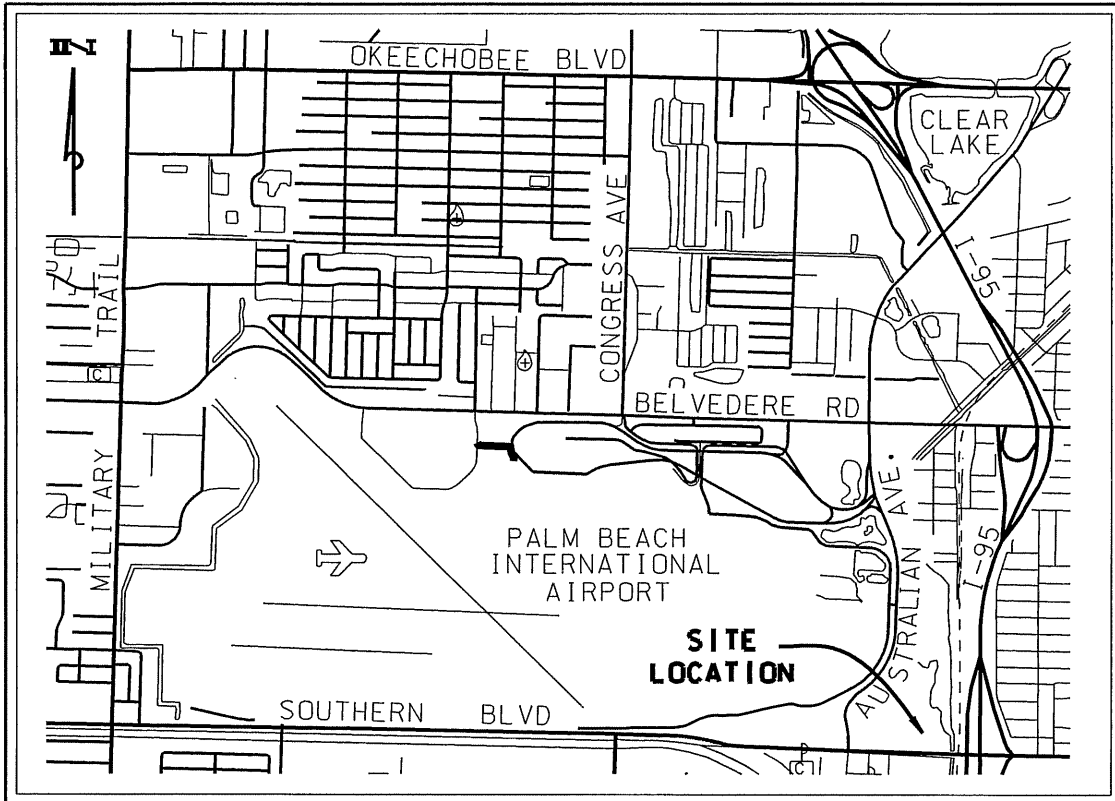 OKEECHOBEE BLVD
CLEAR
LAKE
CONGRESS AVE
I-95
MILITARY TRAIL
C
BELVEDERE RD
AUSTRALIAN AVE.
I-95
PALM BEACH
INTERNATIONAL
AIRPORT
SITE
LOCATION
SOUTHERN BLVD
P
C